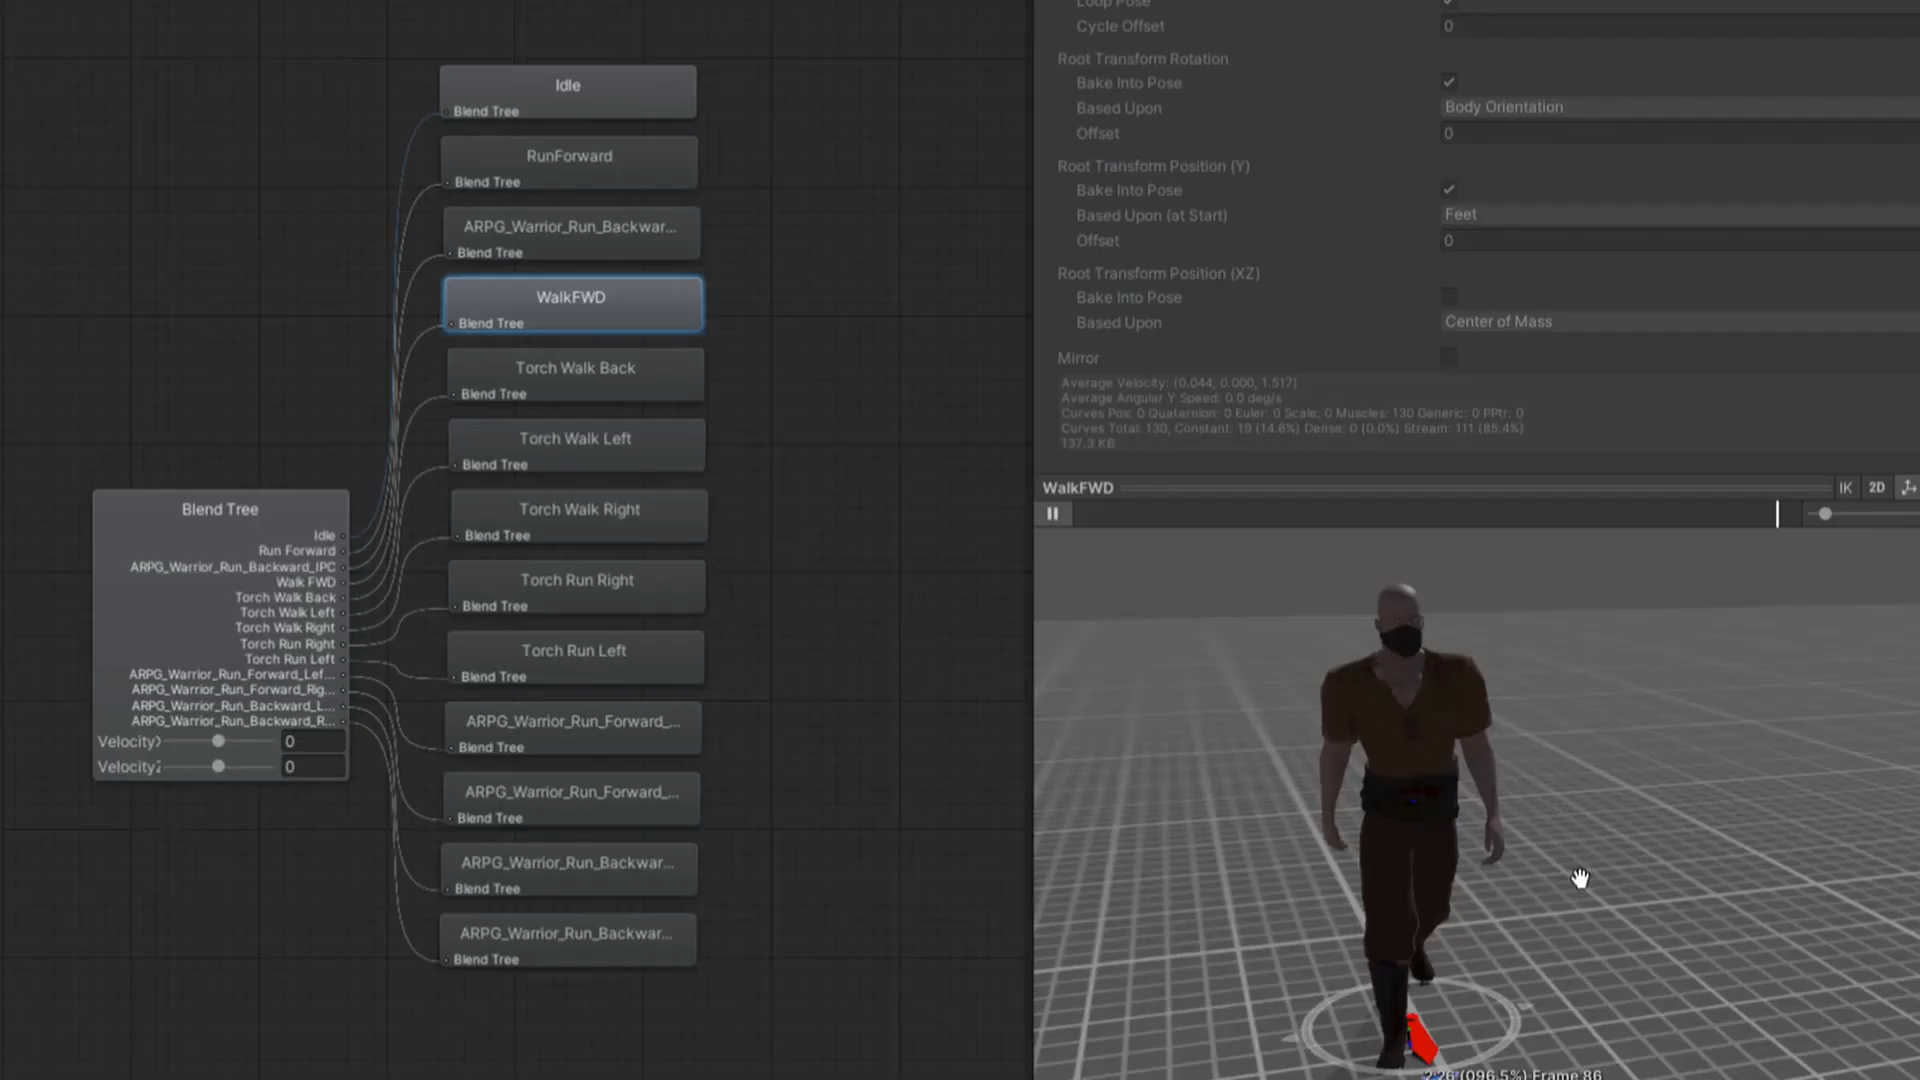 Idle
Blend Tree
RunForward
Blend Tree
ARPG_Warrior_Run_Backwar...
Blend Tree
WalkFWD
Blend Tree
Torch Walk Back
Blend Tree
Torch Walk Left
Blend Tree
Torch Walk Right
Blend Tree
Torch Run Right
Blend Tree
Torch Run Left
Blend Tree
ARPG_Warrior_Run_Forward_...
Blend Tree
ARPG_Warrior_Run_Forward_...
Blend Tree
ARPG_Warrior_Run_Backwar...
Blend Tree
ARPG_Warrior_Run_Backwar...
Blend Tree
Blend Tree
Idle
Run Forward
ARPG_Warrior_Run_Backward_IPC
Walk FWD
Torch Walk Back
Torch Walk Left
Torch Walk Right
Torch Run Right
Torch Run Left
ARPG_Warrior_Run_Forward_Lef...
ARPG_Warrior_Run_Forward_Rig...
ARPG_Warrior_Run_Backward_L...
ARPG_Warrior_Run_Backward_R...
VelocityX 0
VelocityZ 0
Loop Pose
Cycle Offset 0
Root Transform Rotation
Bake Into Pose
Based Upon Body Orientation
Offset 0
Root Transform Position (Y)
Bake Into Pose
Based Upon (at Start) Feet
Offset 0
Root Transform Position (XZ)
Bake Into Pose
Based Upon Center of Mass
Mirror
Average Velocity: (0.044, 0.000, 1.517)
Average Angular Y Speed: 0.0 deg/s
Curves Pos: 0 Quaternion: 0 Euler: 0 Scale: 0 Muscles: 130 Generic: 0 PPtr: 0
Curves Total: 130, Constant: 19 (14.6%) Dense: 0 (0.0%) Stream: 111 (85.4%)
137.3 KB
WalkFWD IK 2D
2:26 (096.5%) Frame 86